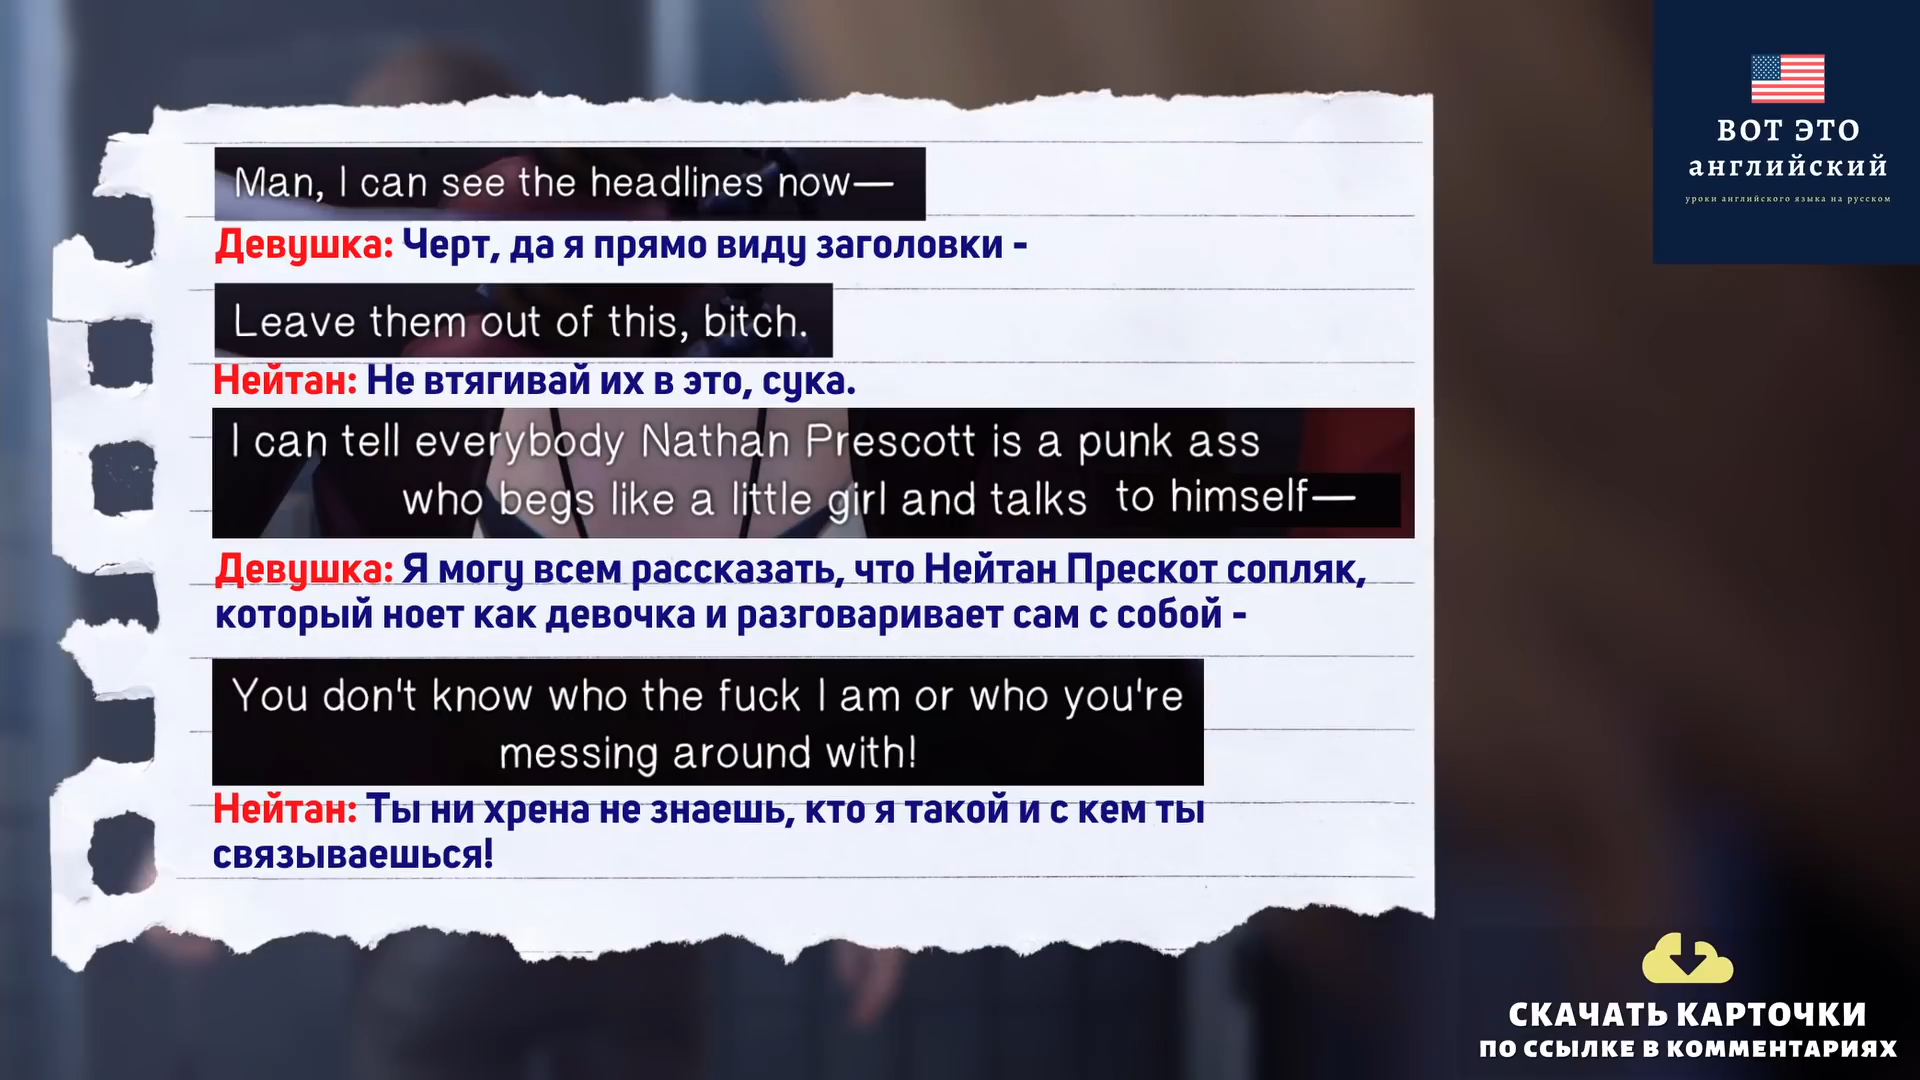 Man, I can see the headlines now—
Девушка: Черт, да я прямо виду заголовки -
Leave them out of this, bitch.
Нейтан: Не втягивай их в это, сука.
I can tell everybody Nathan Prescott is a punk ass
who begs like a little girl and talks to himself—
Девушка: Я могу всем рассказать, что Нейтан Прескот сопляк,
который ноет как девочка и разговаривает сам с собой -
You don't know who the fuck I am or who you're
messing around with!
Нейтан: Ты ни хрена не знаешь, кто я такой и с кем ты
связываешься!
ВОТ ЭТО
английский
уроки английского языка на русском
СКАЧАТЬ КАРТОЧКИ
ПО ССЫЛКЕ В КОММЕНТАРИЯХ